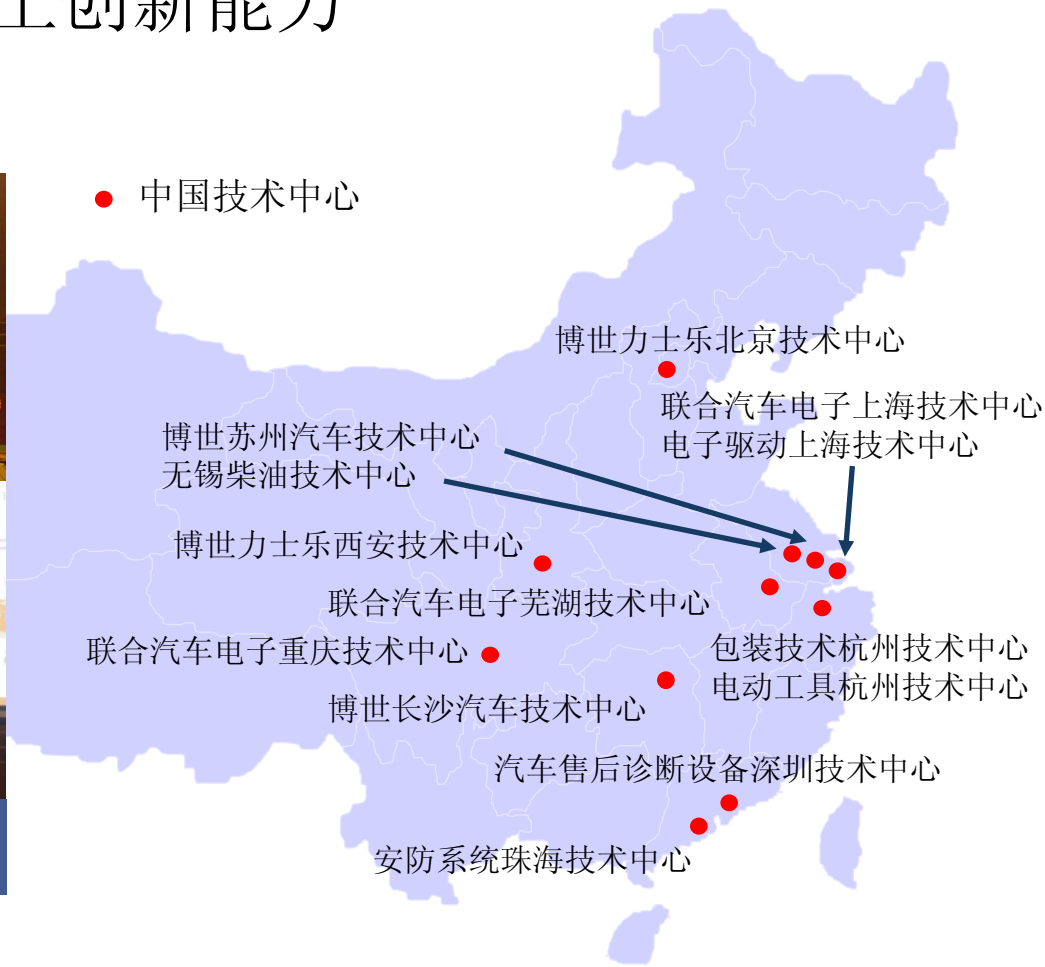 创新能力
中国技术中心
博世力士乐北京技术中心
联合汽车电子上海技术中心
电子驱动上海技术中心
博世苏州汽车技术中心
无锡柴油技术中心
博世力士乐西安技术中心
联合汽车电子芜湖技术中心
联合汽车电子重庆技术中心
包装技术杭州技术中心
电动工具杭州技术中心
博世长沙汽车技术中心
汽车售后诊断设备深圳技术中心
安防系统珠海技术中心